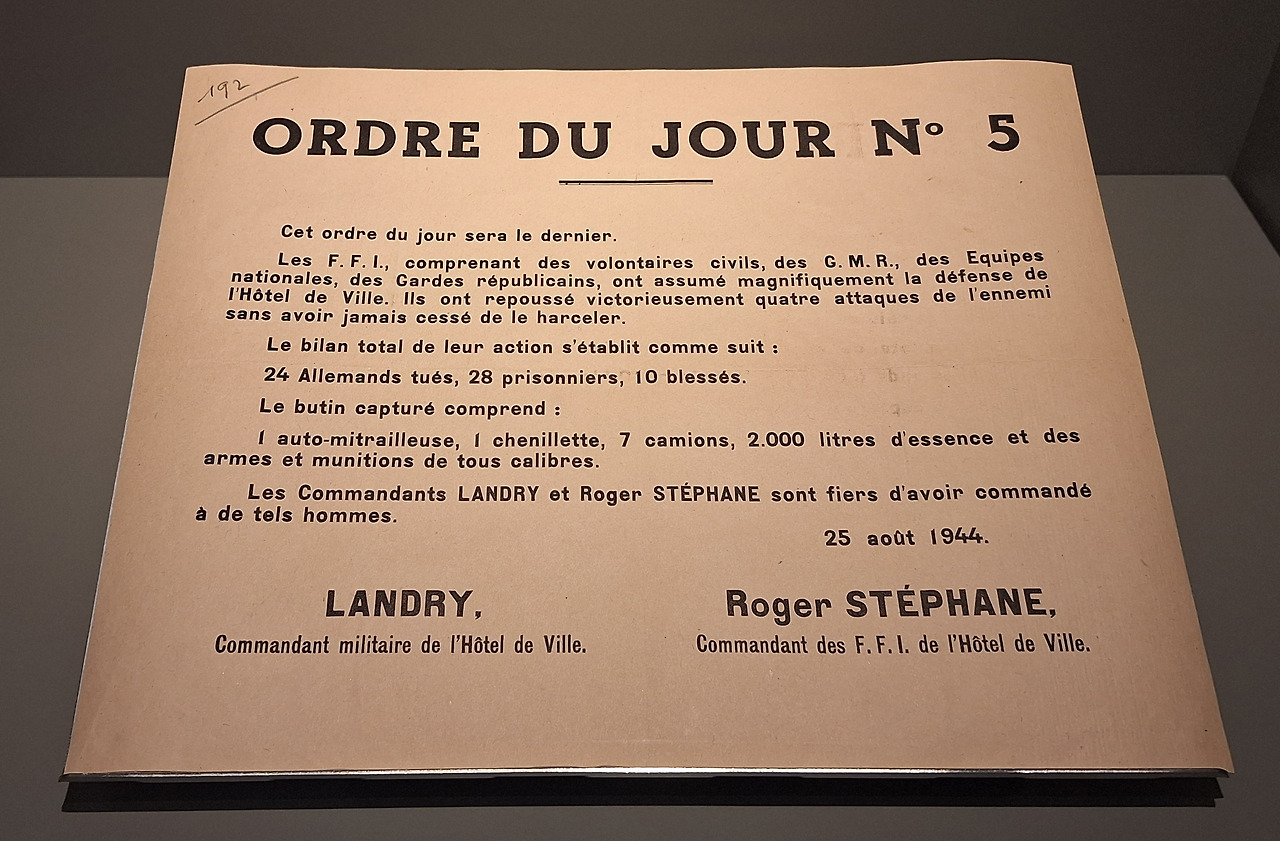 192
ORDRE DU JOUR Nº 5
Cet ordre du jour sera le dernier.
Les F. F. I., comprenant des volontaires civils, des G. M. R., des Equipes
nationales, des Gardes républicains, ont assumé magnifiquement la défense de
l'Hôtel de Ville. Ils ont repoussé victorieusement quatre attaques de l'ennemi
sans avoir jamais cessé de le harceler.
Le bilan total de leur action s'établit comme suit :
24 Allemands tués, 28 prisonniers, 10 blessés.
Le butin capturé comprend :
1 auto-mitrailleuse, 1 chenillette, 7 camions, 2.000 litres d'essence et des
armes et munitions de tous calibres.
Les Commandants LANDRY et Roger STÉPHANE sont fiers d'avoir commandé
à de tels hommes.
25 août 1944.
LANDRY,
Commandant militaire de l'Hôtel de Ville.
Roger STÉPHANE,
Commandant des F. F. I. de l'Hôtel de Ville.